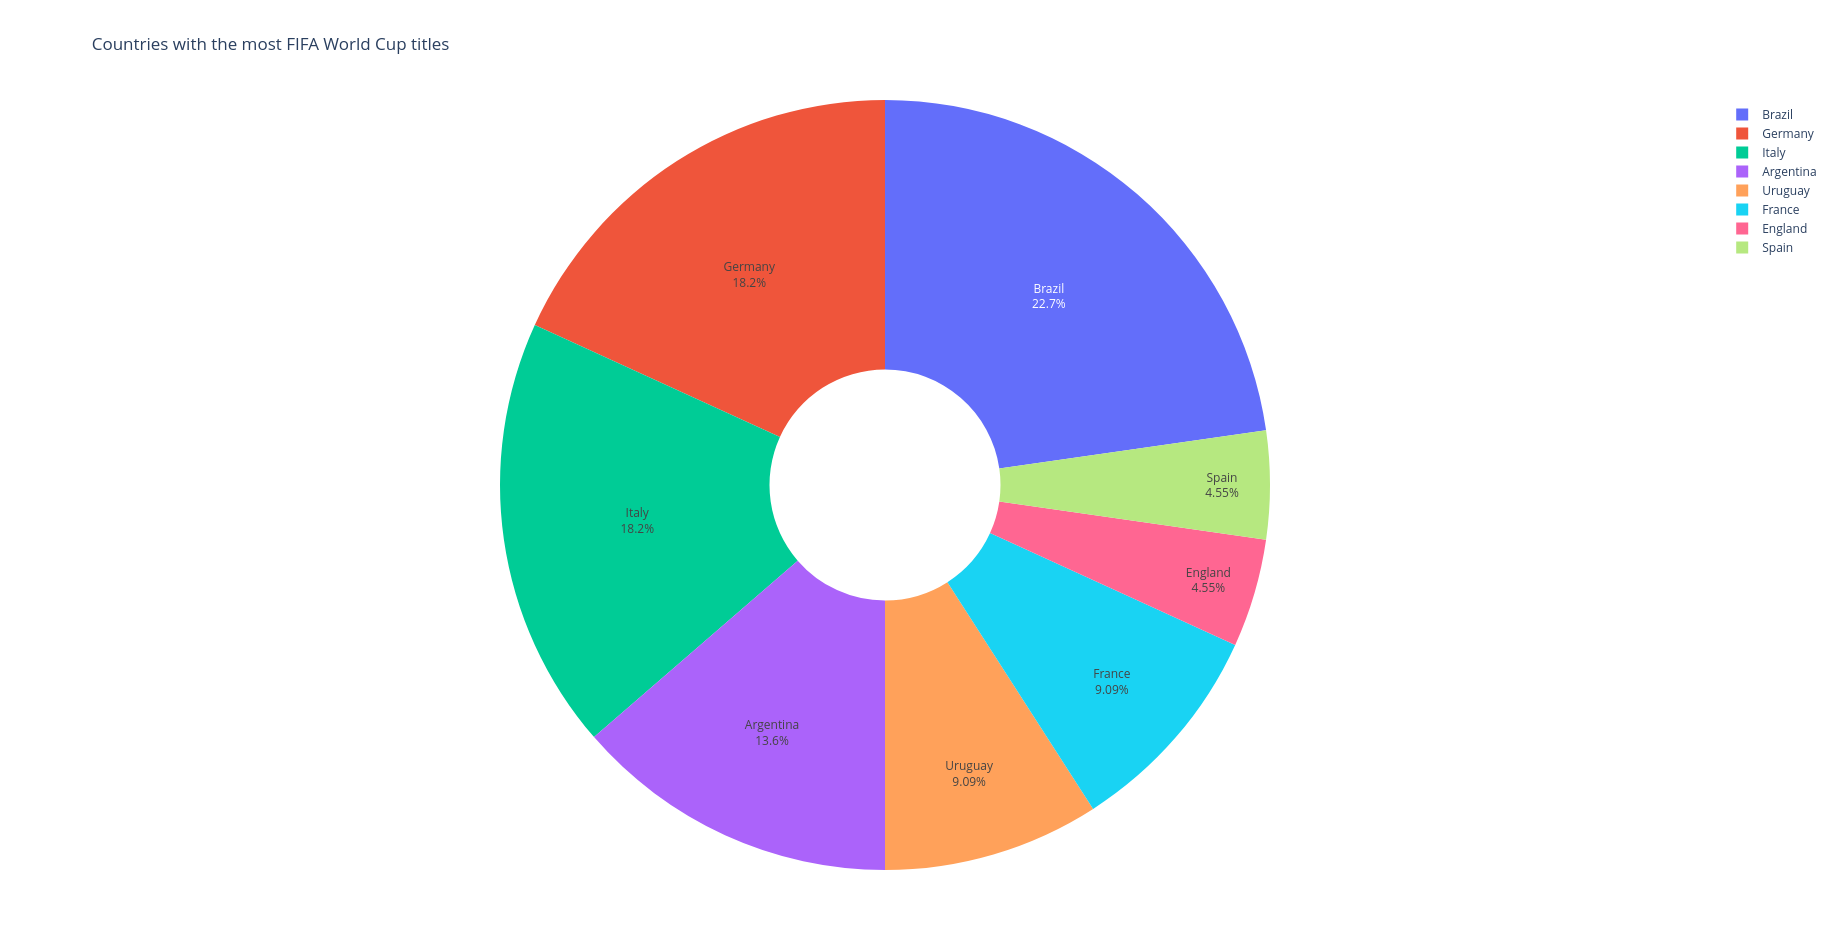 Countries with the most FIFA World Cup titles
Brazil
Germany
Italy
Argentina
Uruguay
France
England
Spain
Germany
18.2%
Brazil
22.7%
Spain
4.55%
Italy
18.2%
England
4.55%
France
9.09%
Argentina
13.6%
Uruguay
9.09%